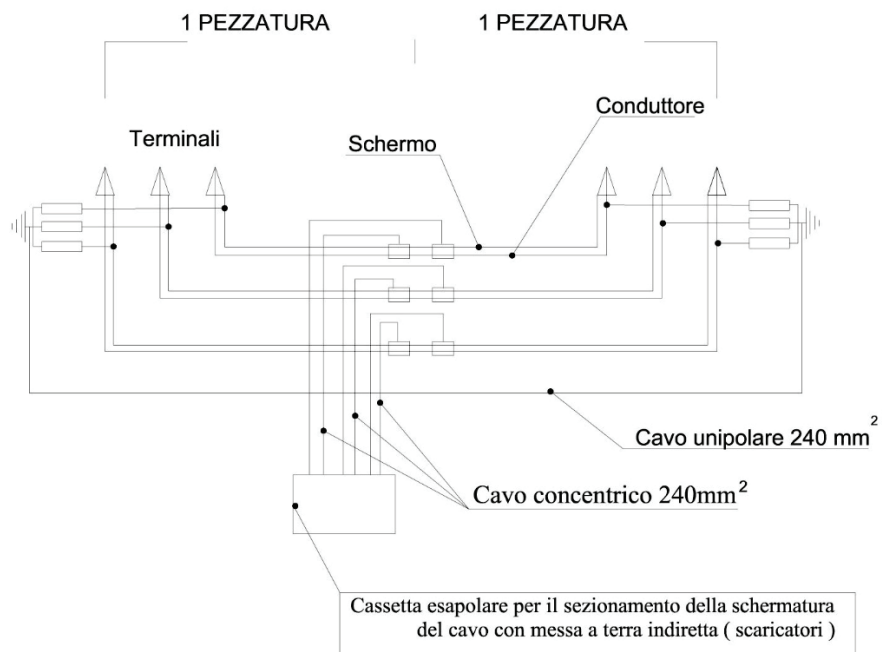 1 PEZZATURA 1 PEZZATURA
Conduttore
Terminali
Schermo
Cavo unipolare 240 mm²
Cavo concentrico 240mm²
Cassetta esapolare per il sezionamento della schermatura
del cavo con messa a terra indiretta ( scaricatori )